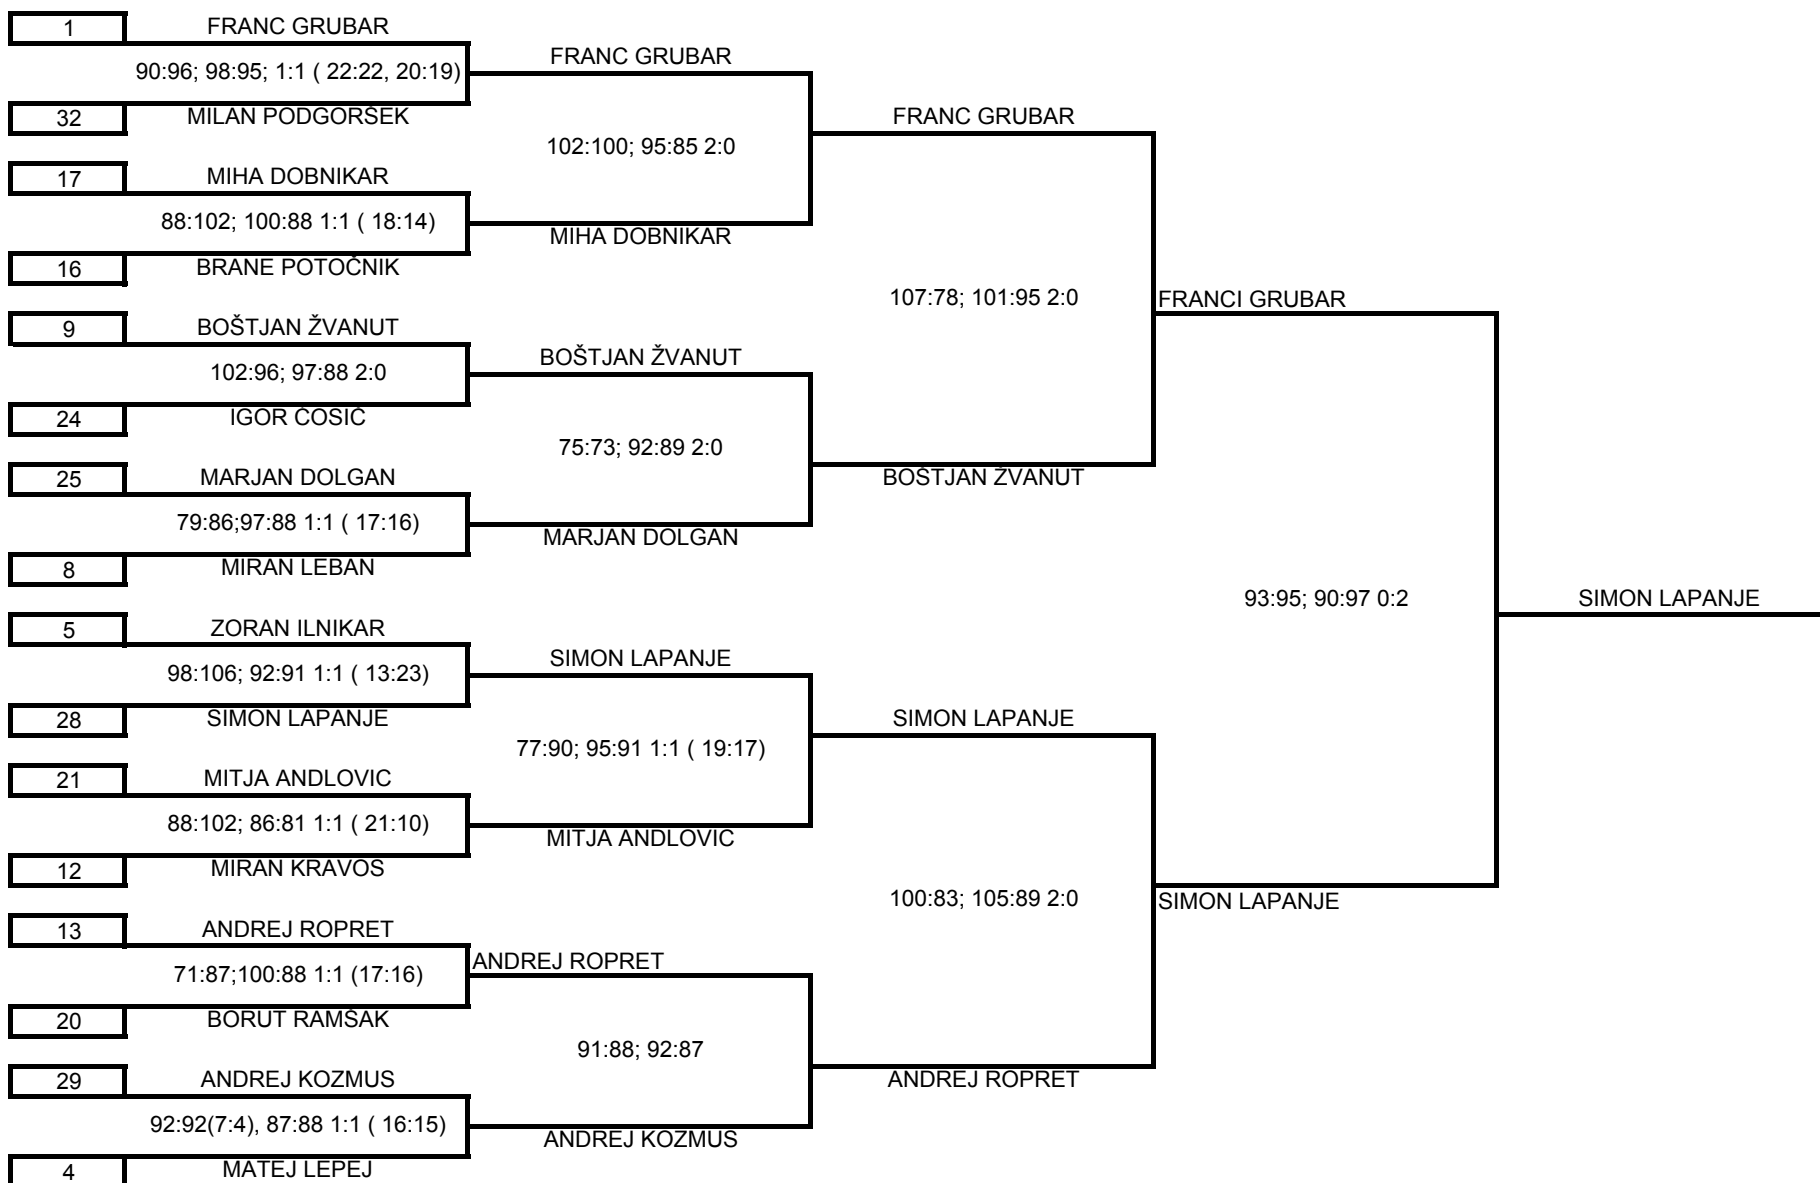 1 FRANC GRUBAR
90:96; 98:95; 1:1 ( 22:22, 20:19)
32 MILAN PODGORŠEK
17 MIHA DOBNIKAR
88:102; 100:88 1:1 ( 18:14)
16 BRANE POTOČNIK
9 BOŠTJAN ŽVANUT
102:96; 97:88 2:0
24 IGOR ĆOSIĆ
25 MARJAN DOLGAN
79:86;97:88 1:1 ( 17:16)
8 MIRAN LEBAN
5 ZORAN ILNIKAR
98:106; 92:91 1:1 ( 13:23)
28 SIMON LAPANJE
21 MITJA ANDLOVIC
88:102; 86:81 1:1 ( 21:10)
12 MIRAN KRAVOS
13 ANDREJ ROPRET
71:87;100:88 1:1 (17:16)
20 BORUT RAMŠAK
29 ANDREJ KOZMUS
92:92(7:4), 87:88 1:1 ( 16:15)
4 MATEJ LEPEJ
FRANC GRUBAR
102:100; 95:85 2:0
MIHA DOBNIKAR
BOŠTJAN ŽVANUT
75:73; 92:89 2:0
MARJAN DOLGAN
SIMON LAPANJE
77:90; 95:91 1:1 ( 19:17)
MITJA ANDLOVIC
ANDREJ ROPRET
91:88; 92:87
ANDREJ KOZMUS
FRANC GRUBAR
107:78; 101:95 2:0
BOŠTJAN ŽVANUT
SIMON LAPANJE
100:83; 105:89 2:0
ANDREJ ROPRET
FRANCI GRUBAR
93:95; 90:97 0:2
SIMON LAPANJE
SIMON LAPANJE